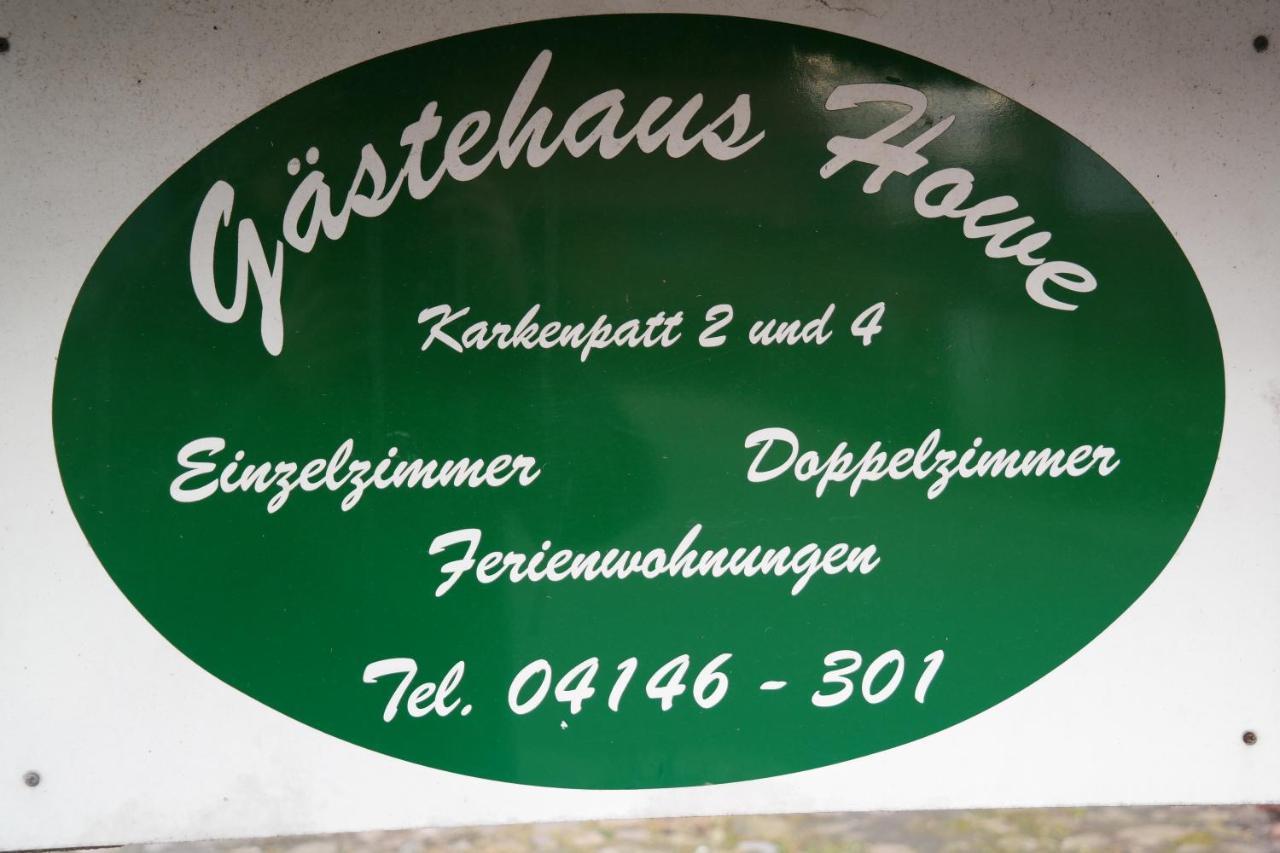 Gästehaus Howe
Karkenpatt 2 und 4
Einzelzimmer Doppelzimmer
Ferienwohnungen
Tel. 04146 - 301